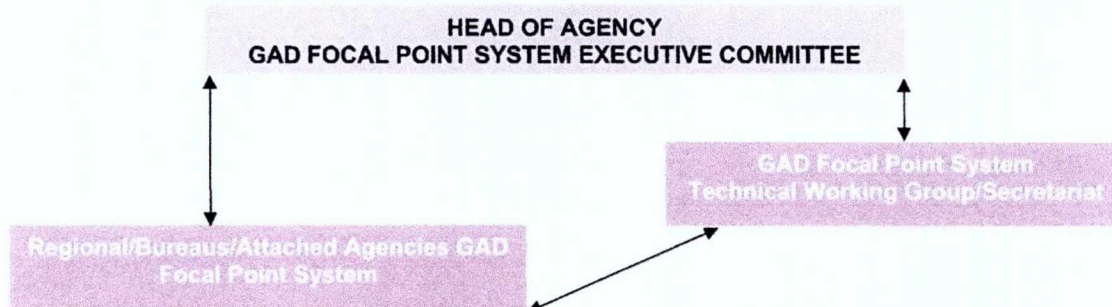 HEAD OF AGENCY
GAD FOCAL POINT SYSTEM EXECUTIVE COMMITTEE
GAD Focal Point System
Technical Working Group/Secretariat
Regional/Bureaus/Attached Agencies GAD
Focal Point System